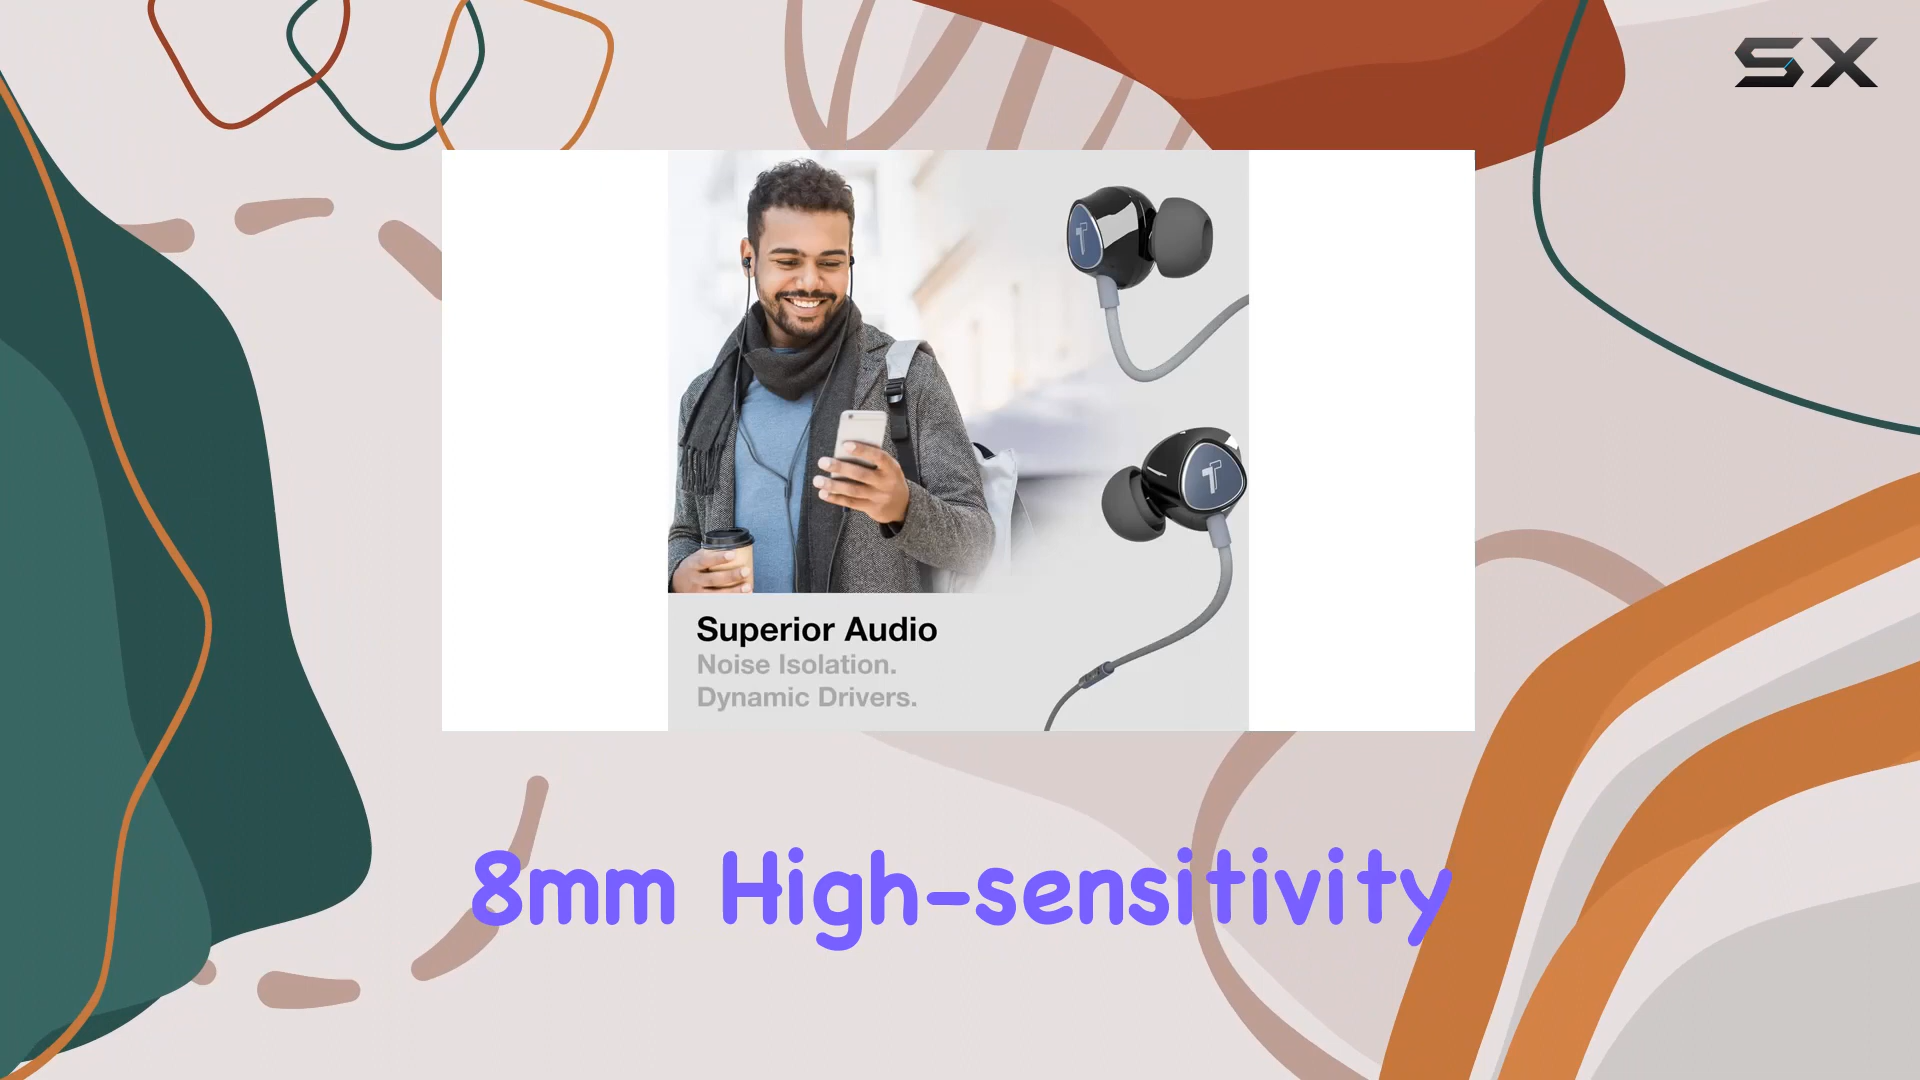 SX
Superior Audio
Noise Isolation.
Dynamic Drivers.
8mm High-sensitivity